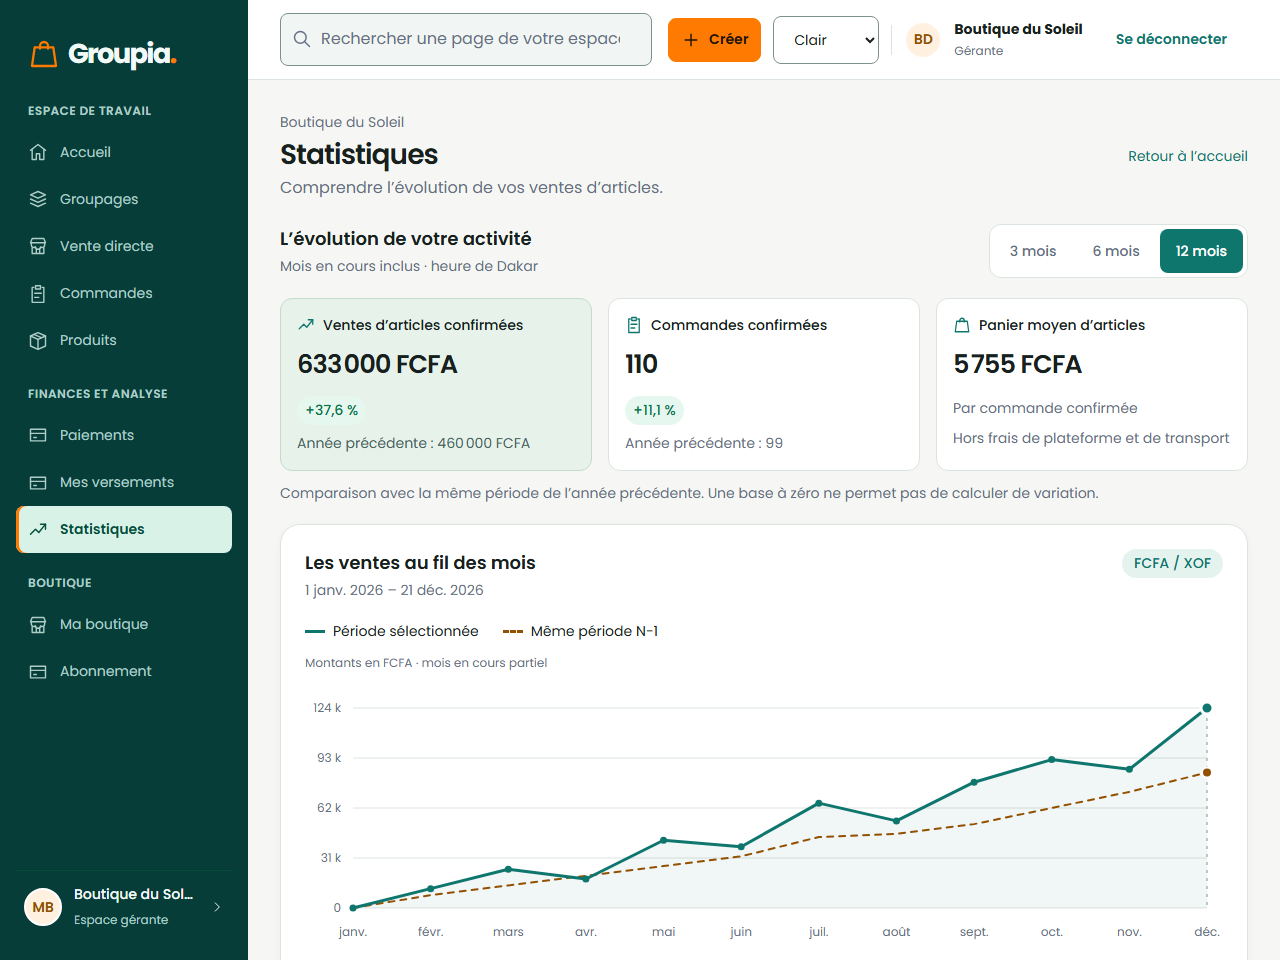 Groupia.
ESPACE DE TRAVAIL
Accueil
Groupages
Vente directe
Commandes
Produits
FINANCES ET ANALYSE
Paiements
Mes versements
Statistiques
BOUTIQUE
Ma boutique
Abonnement
MB
Boutique du Sol...
Espace gérante
Rechercher une page de votre espac
Créer
Clair
BD
Boutique du Soleil
Gérante
Se déconnecter
Boutique du Soleil
Statistiques
Retour à l’accueil
Comprendre l’évolution de vos ventes d’articles.
L’évolution de votre activité
Mois en cours inclus · heure de Dakar
3 mois 6 mois 12 mois
Ventes d’articles confirmées
633 000 FCFA
+37,6 %
Année précédente : 460 000 FCFA
Commandes confirmées
110
+11,1 %
Année précédente : 99
Panier moyen d’articles
5 755 FCFA
Par commande confirmée
Hors frais de plateforme et de transport
Comparaison avec la même période de l’année précédente. Une base à zéro ne permet pas de calculer de variation.
Les ventes au fil des mois
FCFA / XOF
1 janv. 2026 – 21 déc. 2026
Période sélectionnée Même période N-1
Montants en FCFA · mois en cours partiel
124 k
93 k
62 k
31 k
0
janv. févr. mars avr. mai juin juil. août sept. oct. nov. déc.